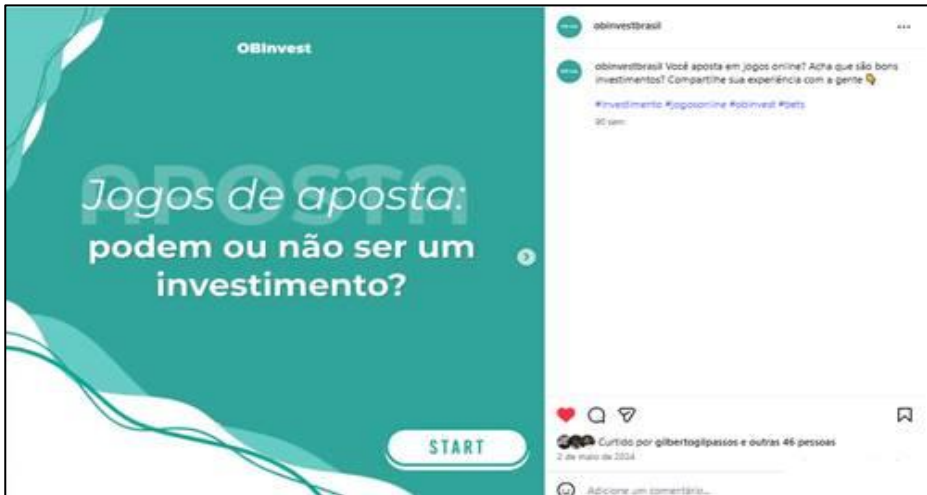 OBInvest
APOSTA
Jogos de aposta:
podem ou não ser um
investimento?
START
obinvestbrasil
obinvestbrasil Você aposta em jogos online? Acha que são bons
investimentos? Compartilhe sua experiência com a gente 👇
#investimento #jogosonline #obinvest #bets
90 sem
Curtido por gilbertogilpassos e outras 46 pessoas
2 de maio de 2024
Adicione um comentário...